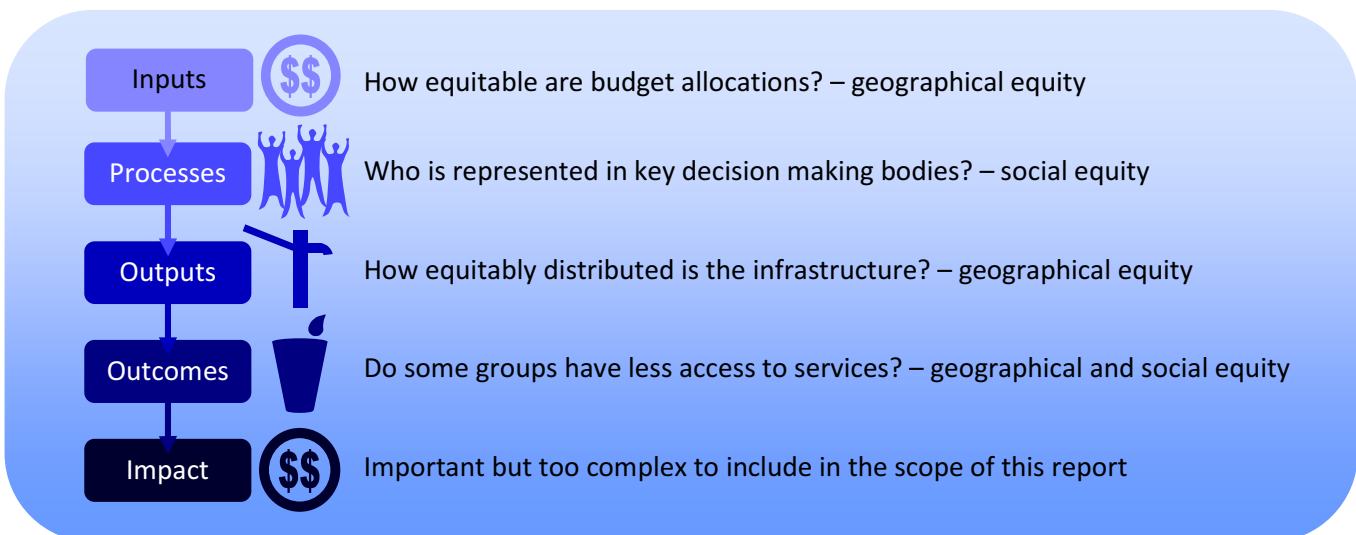 Inputs
$$
How equitable are budget allocations? – geographical equity
Processes
Who is represented in key decision making bodies? – social equity
Outputs
How equitably distributed is the infrastructure? – geographical equity
Outcomes
Do some groups have less access to services? – geographical and social equity
Impact
$$
Important but too complex to include in the scope of this report